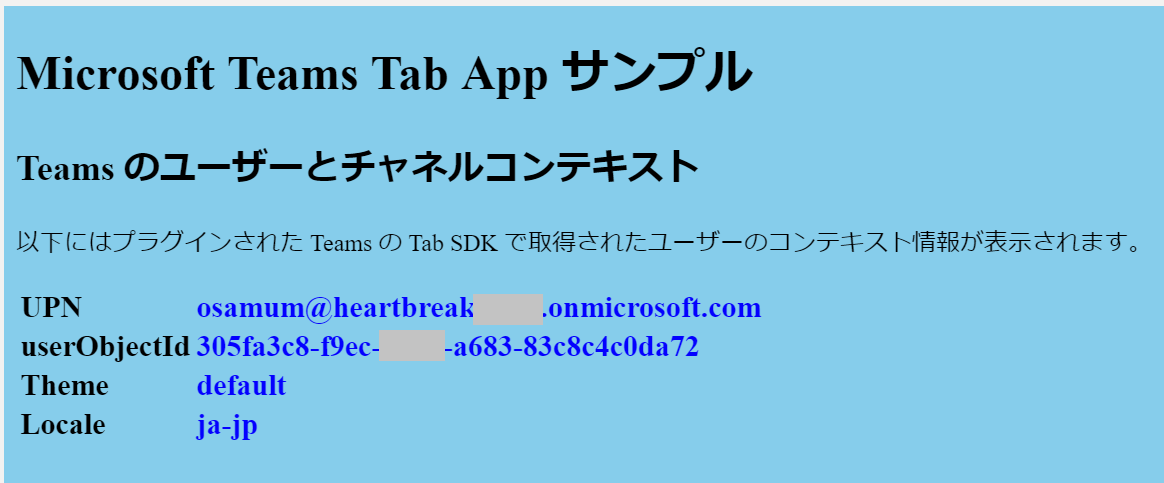 Microsoft Teams Tab App サンプル
Teams のユーザーとチャネルコンテキスト
以下にはプラグインされた Teams の Tab SDK で取得されたユーザーのコンテキスト情報が表示されます。
UPN osamum@heartbreak .onmicrosoft.com
userObjectId 305fa3c8-f9ec- -a683-83c8c4c0da72
Theme default
Locale ja-jp